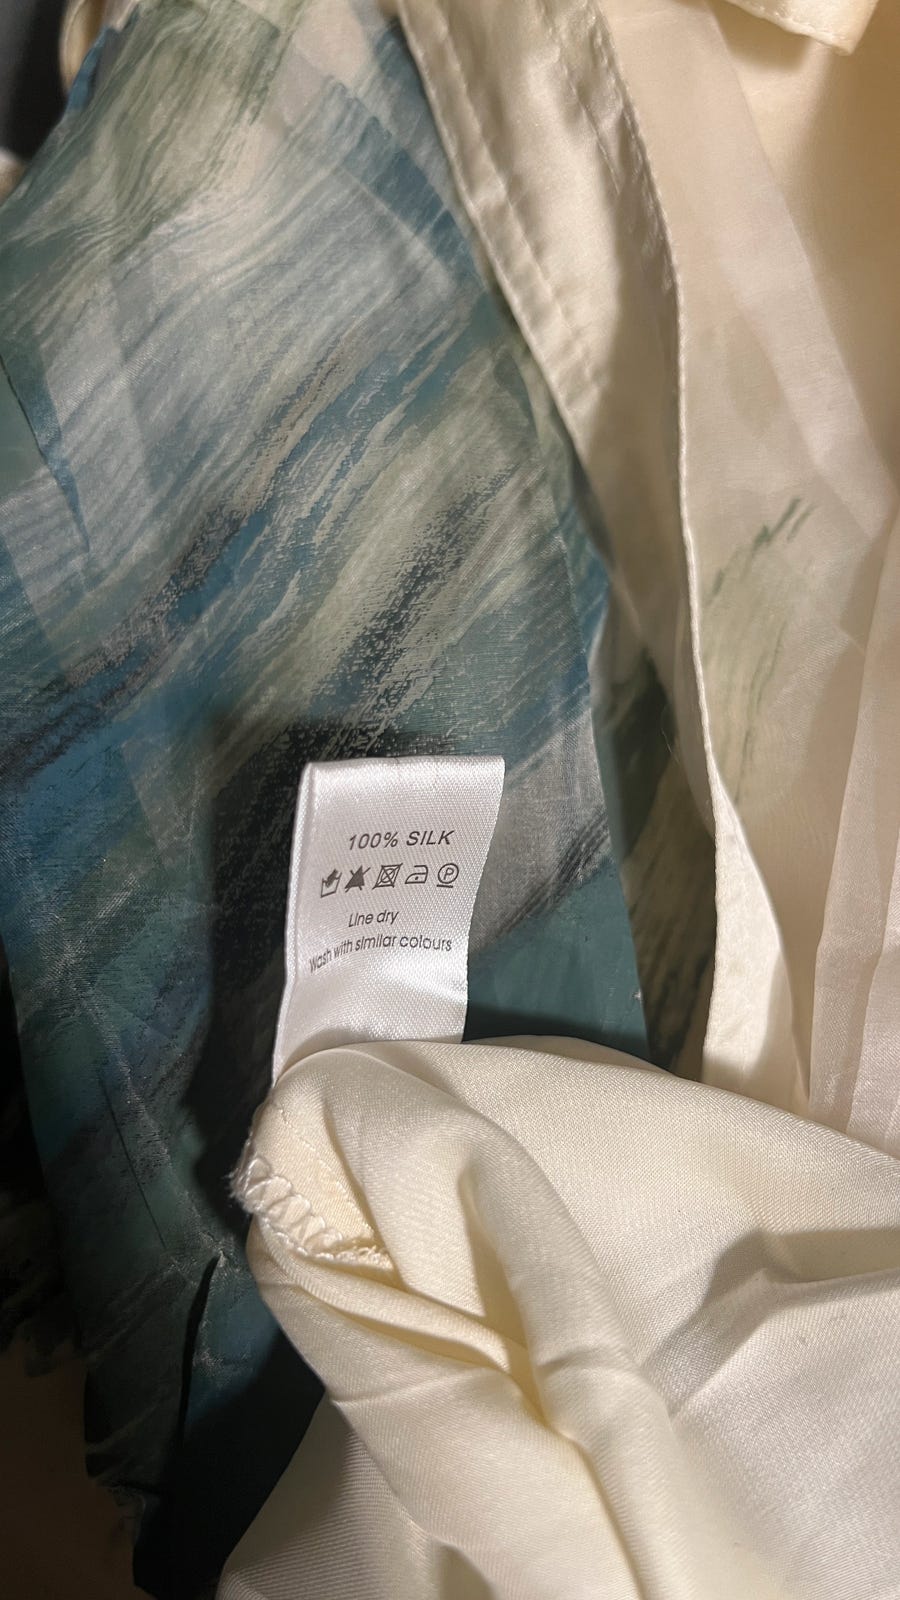 100% SILK
P
Line dry
Wash with similar colours